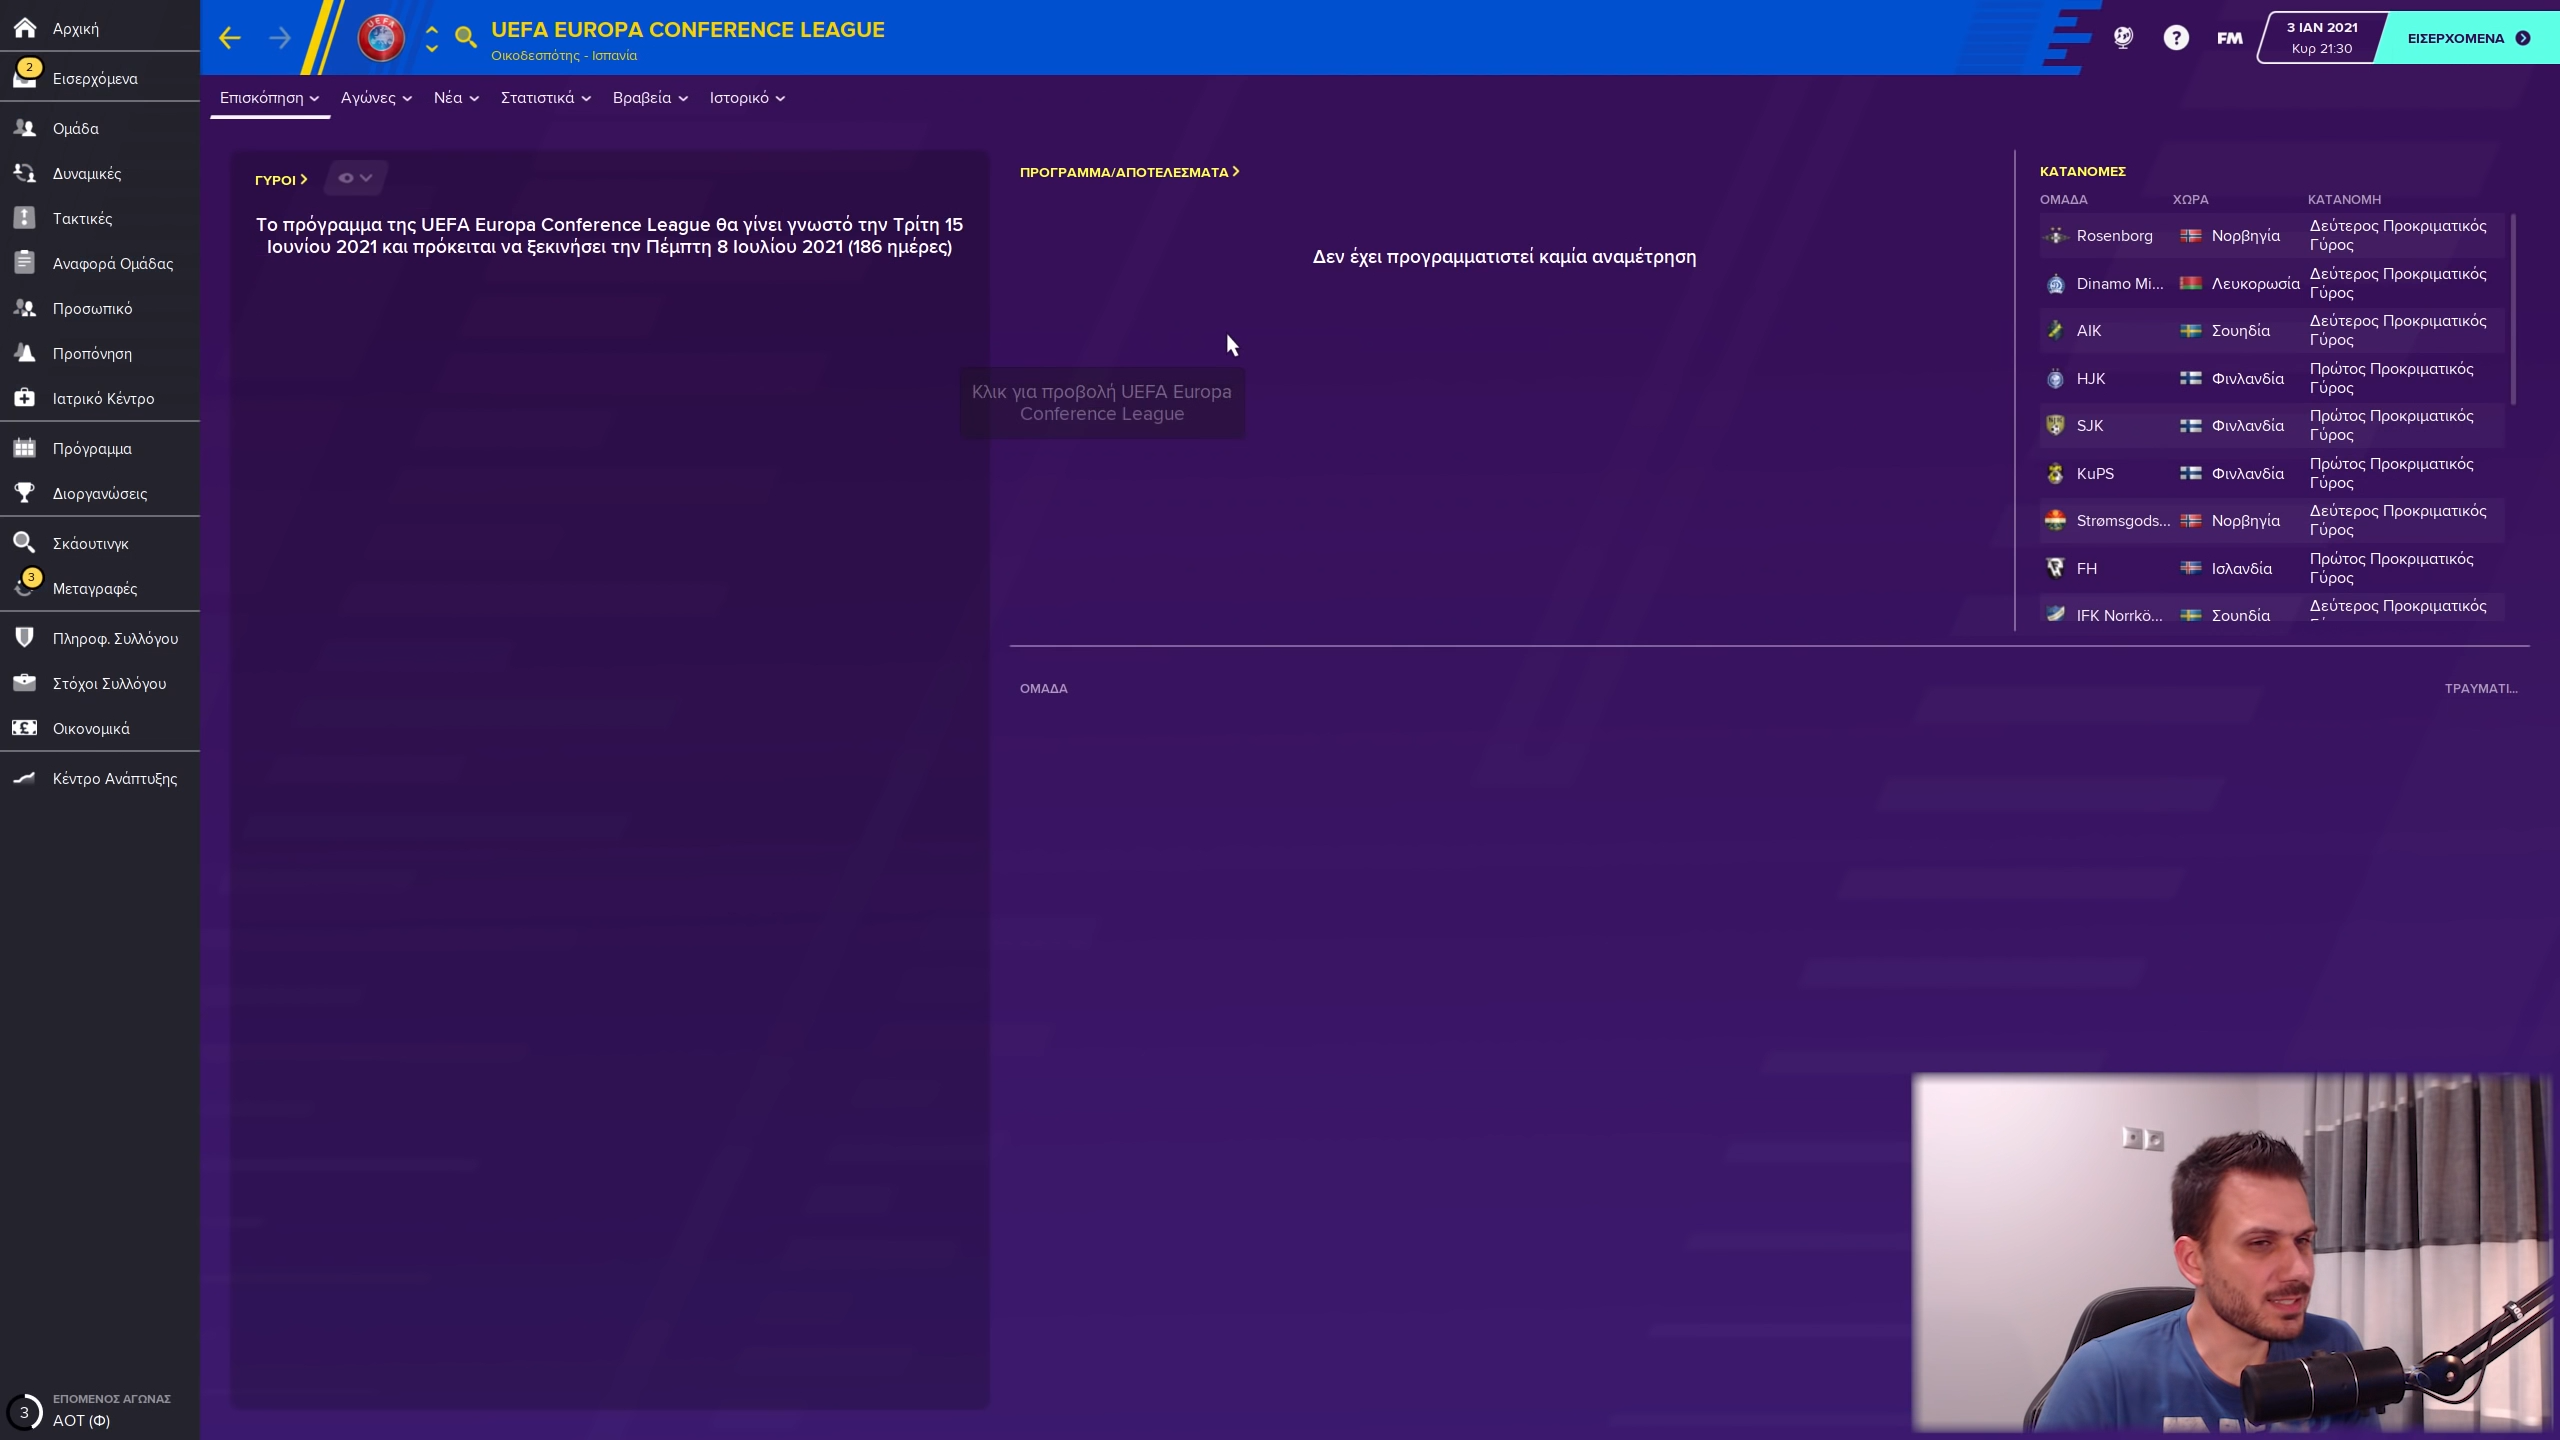 Αρχική
2
Εισερχόμενα
Ομάδα
Δυναμικές
Τακτικές
Αναφορά Ομάδας
Προσωπικό
Προπόνηση
Ιατρικό Κέντρο
Πρόγραμμα
Διοργανώσεις
Σκάουτινγκ
3
Μεταγραφές
Πληροφ. Συλλόγου
Στόχοι Συλλόγου
Οικονομικά
Κέντρο Ανάπτυξης
3
ΕΠΟΜΕΝΟΣ ΑΓΩΝΑΣ
ΑΟΤ (Φ)
UEFA
UEFA EUROPA CONFERENCE LEAGUE
Οικοδεσπότης - Ισπανία
?
FM
3 ΙΑΝ 2021
Κυρ 21:30
ΕΙΣΕΡΧΟΜΕΝΑ
Επισκόπηση
Αγώνες
Νέα
Στατιστικά
Βραβεία
Ιστορικό
ΓΥΡΟΙ
Το πρόγραμμα της UEFA Europa Conference League θα γίνει γνωστό την Τρίτη 15
Ιουνίου 2021 και πρόκειται να ξεκινήσει την Πέμπτη 8 Ιουλίου 2021 (186 ημέρες)
ΠΡΟΓΡΑΜΜΑ/ΑΠΟΤΕΛΕΣΜΑΤΑ
Δεν έχει προγραμματιστεί καμία αναμέτρηση
Κλικ για προβολή UEFA Europa
Conference League
ΚΑΤΑΝΟΜΕΣ
ΟΜΑΔΑ ΧΩΡΑ ΚΑΤΑΝΟΜΗ
Rosenborg Νορβηγία Δεύτερος Προκριματικός
Γύρος
Dinamo Mi... Λευκορωσία Δεύτερος Προκριματικός
Γύρος
AIK Σουηδία Δεύτερος Προκριματικός
Γύρος
HJK Φινλανδία Πρώτος Προκριματικός
Γύρος
SJK Φινλανδία Πρώτος Προκριματικός
Γύρος
KuPS Φινλανδία Πρώτος Προκριματικός
Γύρος
Strømsgods... Νορβηγία Δεύτερος Προκριματικός
Γύρος
FH Ισλανδία Πρώτος Προκριματικός
Γύρος
IFK Norrkö... Σουηδία Δεύτερος Προκριματικός
ΟΜΑΔΑ
ΤΡΑΥΜΑΤΙ...